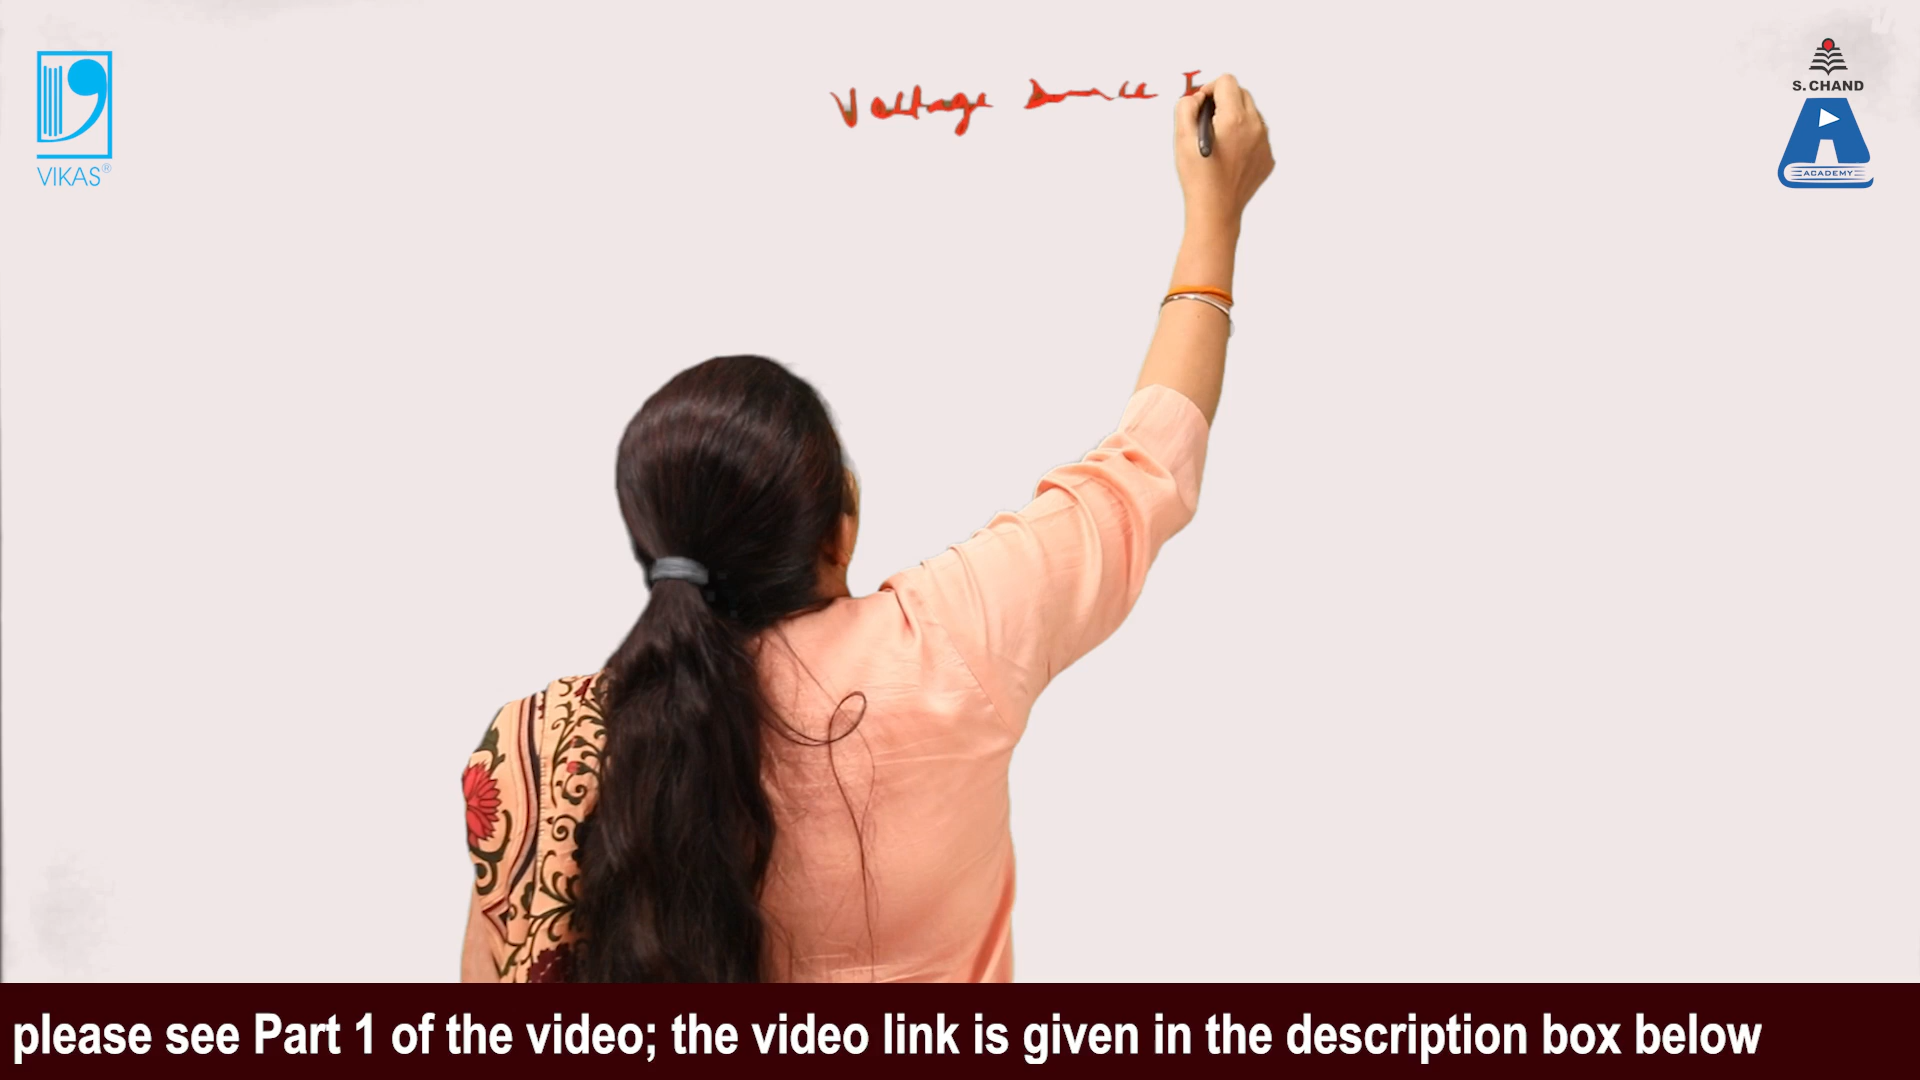 Voltage
VIKAS®
S. CHAND
ACADEMY
please see Part 1 of the video; the video link is given in the description box below